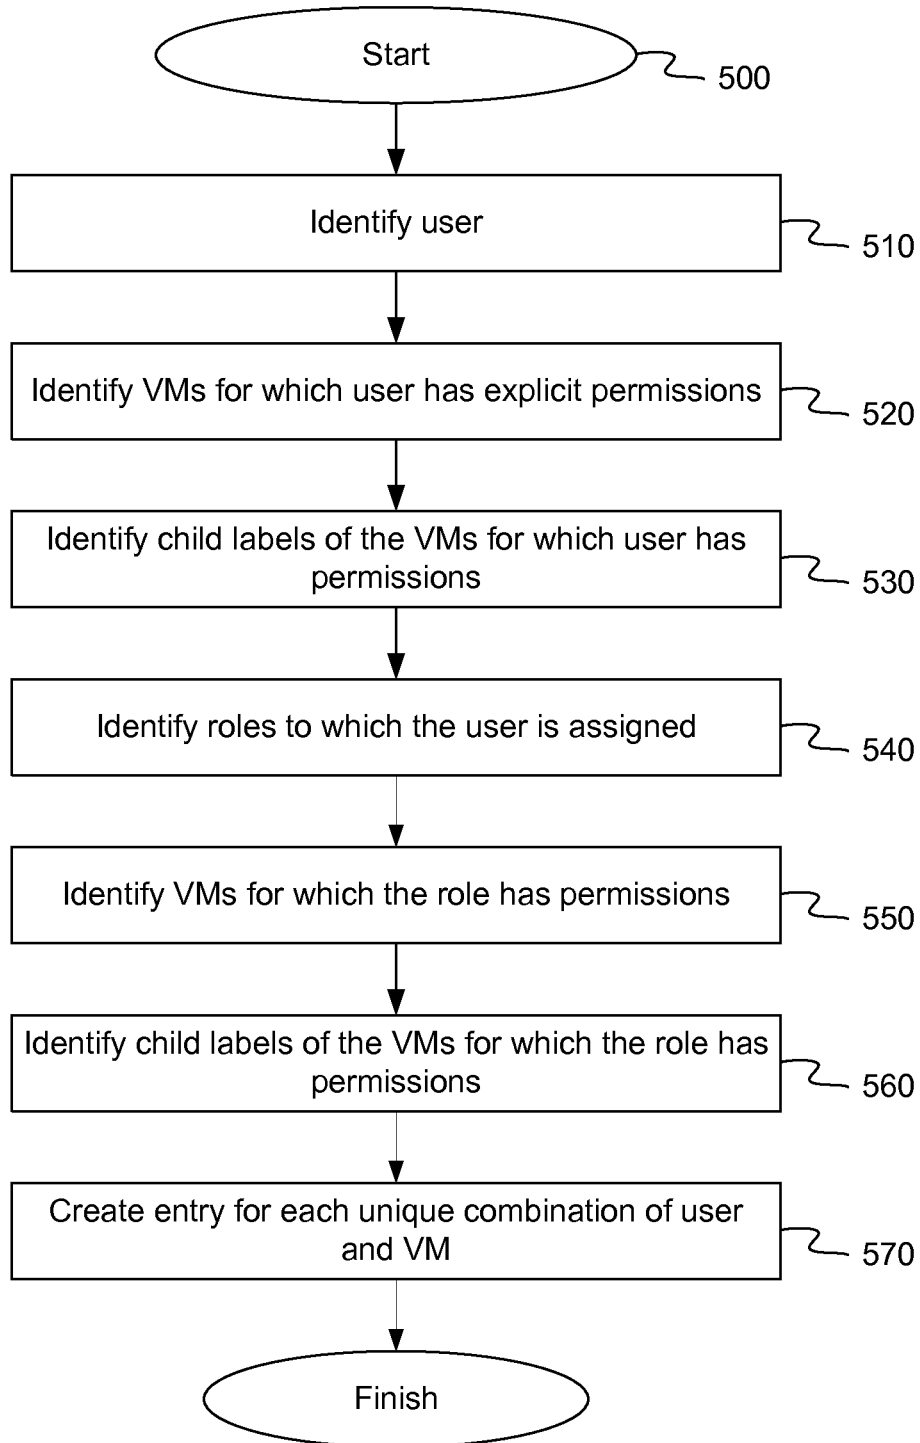 Start
500
Identify user
510
Identify VMs for which user has explicit permissions
520
Identify child labels of the VMs for which user has
permissions
530
Identify roles to which the user is assigned
540
Identify VMs for which the role has permissions
550
Identify child labels of the VMs for which the role has
permissions
560
Create entry for each unique combination of user
and VM
570
Finish